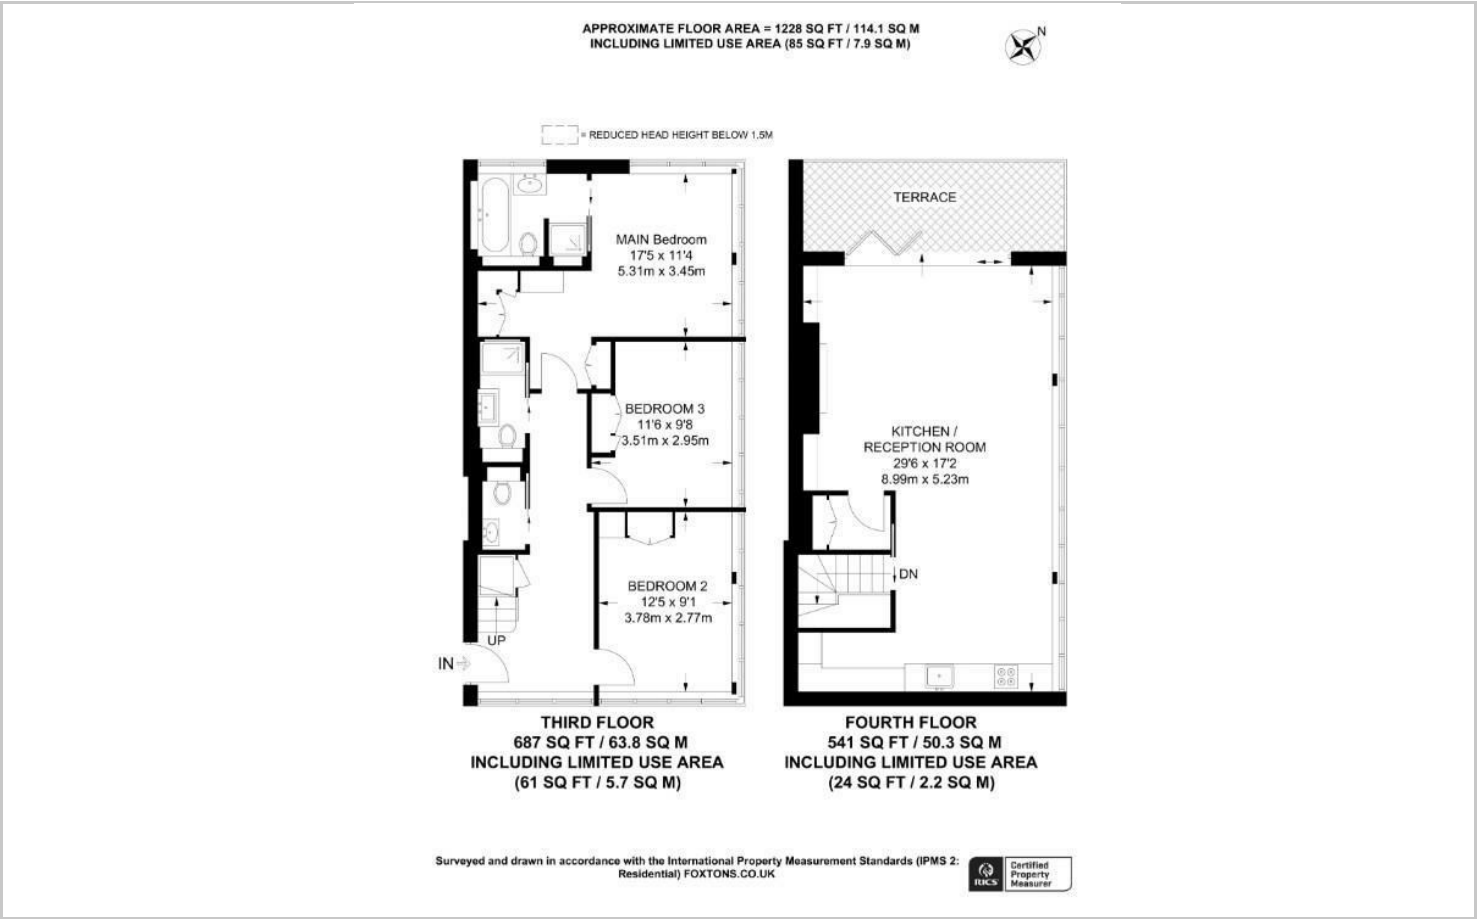 APPROXIMATE FLOOR AREA = 1228 SQ FT / 114.1 SQ M
INCLUDING LIMITED USE AREA (85 SQ FT / 7.9 SQ M)
N
= REDUCED HEAD HEIGHT BELOW 1.5M
MAIN Bedroom
17'5 x 11'4
5.31m x 3.45m
BEDROOM 3
11'6 x 9'8
3.51m x 2.95m
BEDROOM 2
12'5 x 9'1
3.78m x 2.77m
UP
IN
THIRD FLOOR
687 SQ FT / 63.8 SQ M
INCLUDING LIMITED USE AREA
(61 SQ FT / 5.7 SQ M)
TERRACE
KITCHEN /
RECEPTION ROOM
29'6 x 17'2
8.99m x 5.23m
DN
FOURTH FLOOR
541 SQ FT / 50.3 SQ M
INCLUDING LIMITED USE AREA
(24 SQ FT / 2.2 SQ M)
Surveyed and drawn in accordance with the International Property Measurement Standards (IPMS 2:
Residential) FOXTONS.CO.UK
RICS
Certified
Property
Measurer